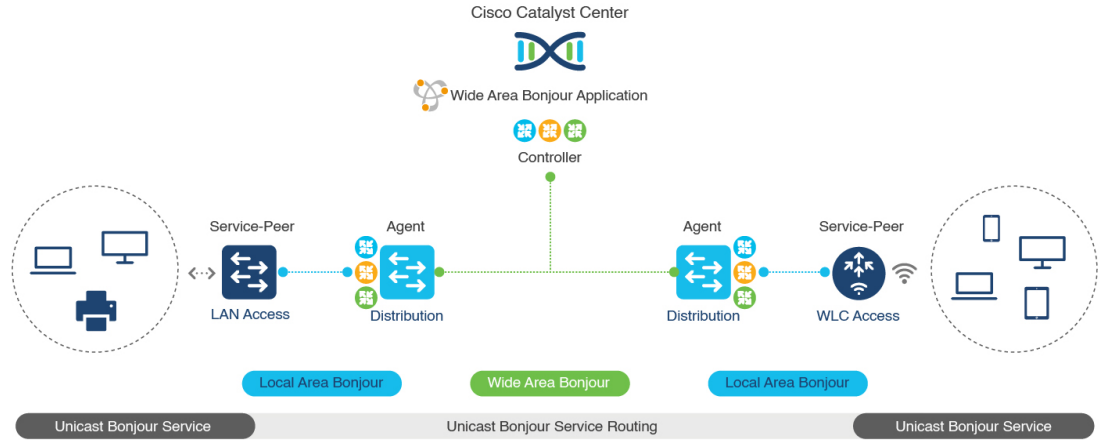 Cisco Catalyst Center
Wide Area Bonjour Application
Controller
Service-Peer
Agent
Agent
Service-Peer
LAN Access
Distribution
Distribution
WLC Access
Local Area Bonjour
Wide Area Bonjour
Local Area Bonjour
Unicast Bonjour Service
Unicast Bonjour Service Routing
Unicast Bonjour Service